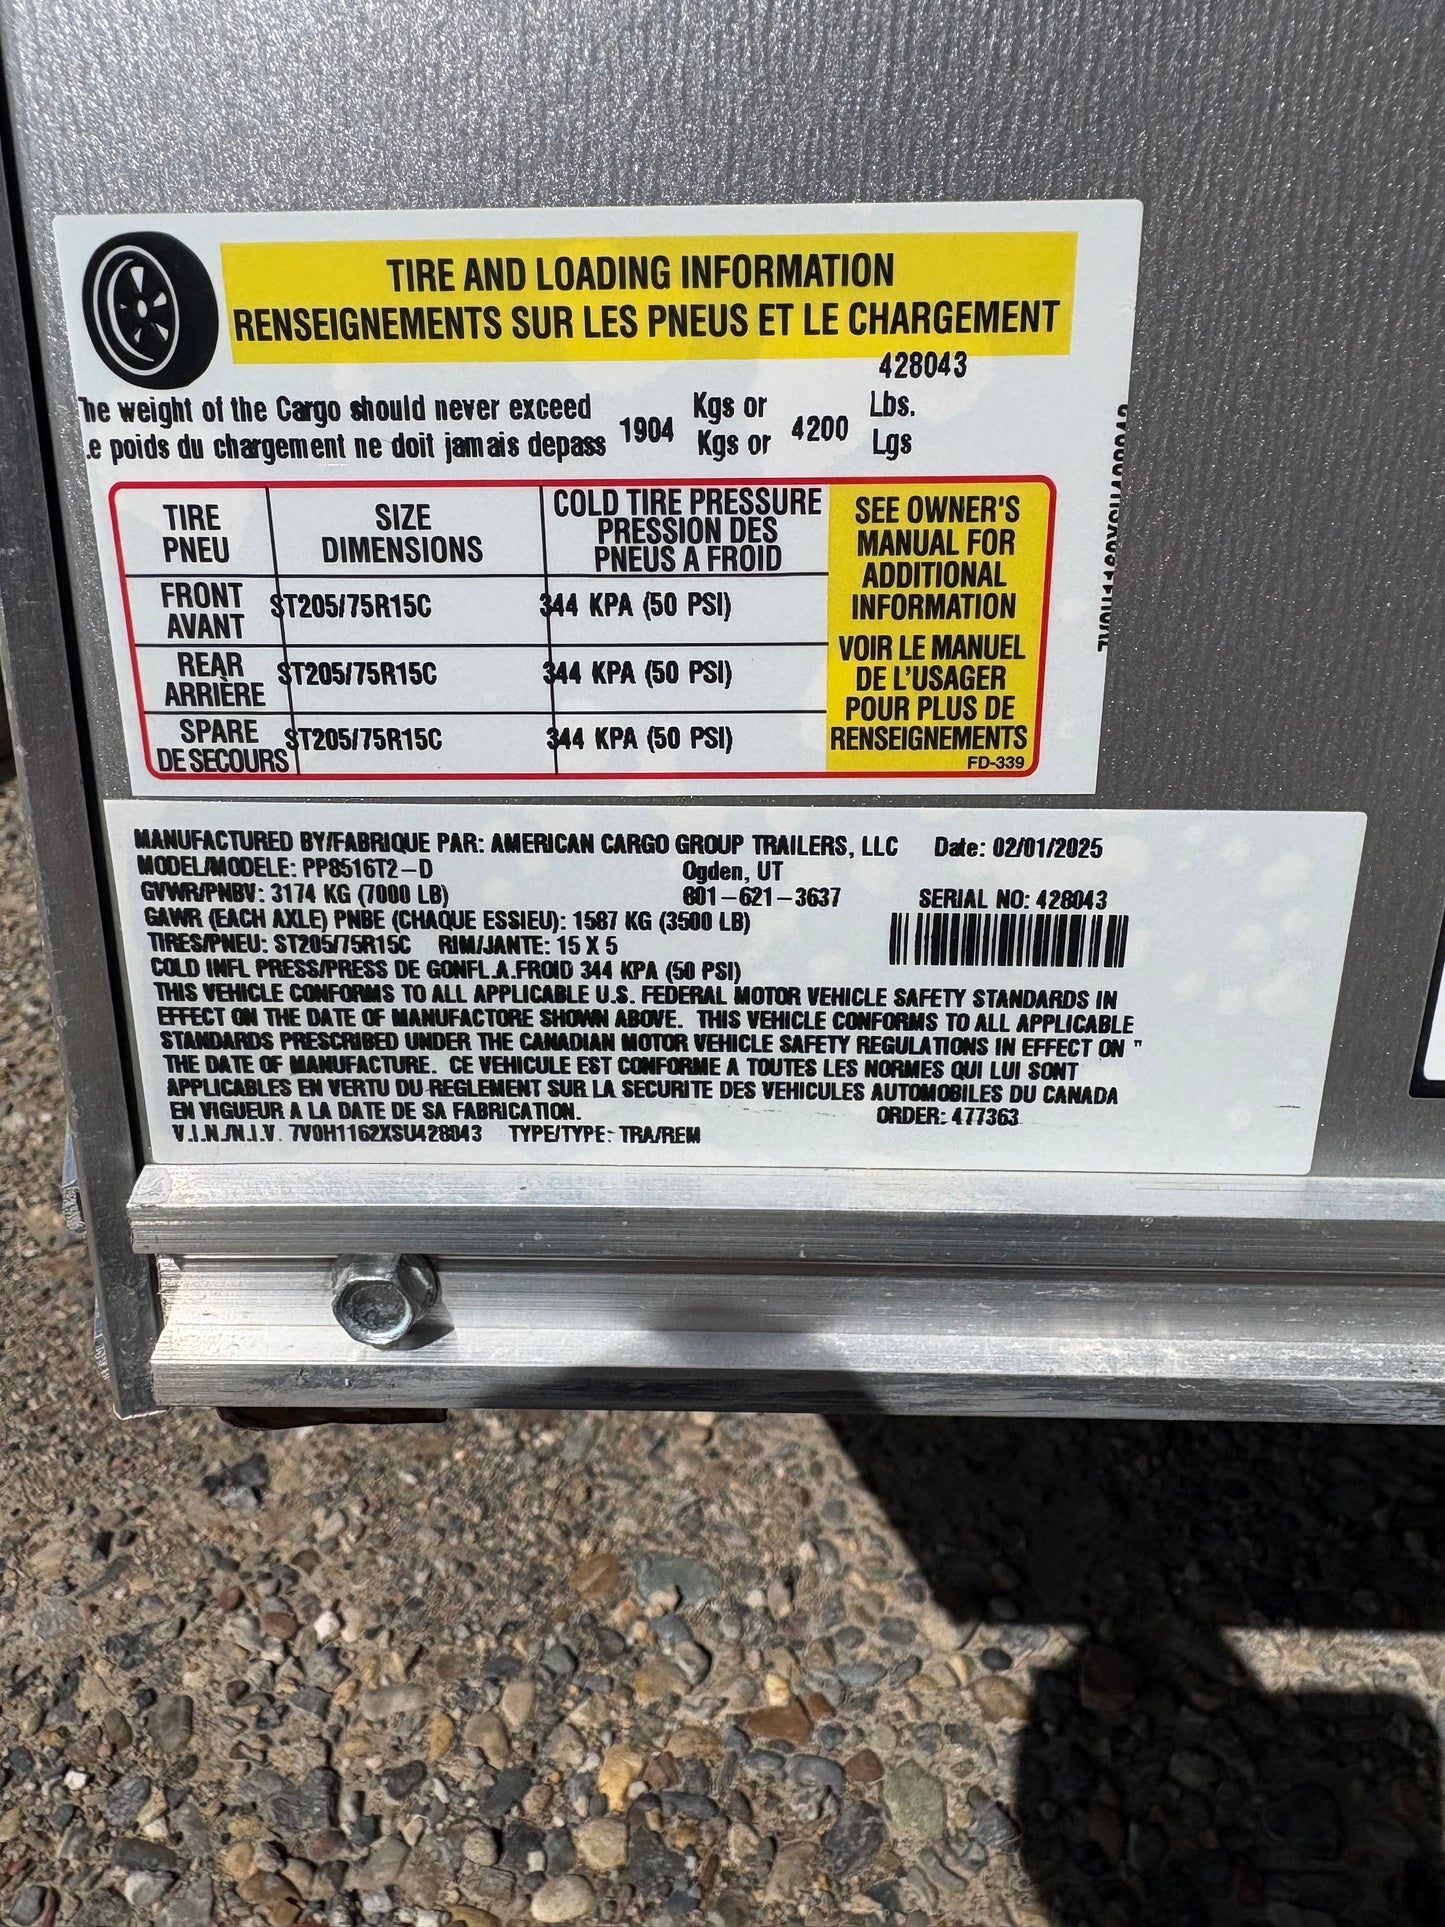 TIRE AND LOADING INFORMATION
RENSEIGNEMENTS SUR LES PNEUS ET LE CHARGEMENT
428043
he weight of the Cargo should never exceed 1904 Kgs or 4200 Lbs.
.e poids du chargement ne doit jamais depass Kgs or Lgs
TIRE SIZE COLD TIRE PRESSURE
PNEU DIMENSIONS PRESSION DES
PNEUS A FROID
FRONT ST205/75R15C 344 KPA (50 PSI)
AVANT
REAR ST205/75R15C 344 KPA (50 PSI)
ARRIÈRE
SPARE ST205/75R15C 344 KPA (50 PSI)
DE SECOURS
SEE OWNER'S
MANUAL FOR
ADDITIONAL
INFORMATION
VOIR LE MANUEL
DE L'USAGER
POUR PLUS DE
RENSEIGNEMENTS
FD-339
MANUFACTURED BY/FABRIQUE PAR: AMERICAN CARGO GROUP TRAILERS, LLC Date: 02/01/2025
MODEL/MODELE: PP8516T2-D Ogden, UT
GVWR/PNBV: 3174 KG (7000 LB) 801-621-3637 SERIAL NO: 428043
GAWR (EACH AXLE) PNBE (CHAQUE ESSIEU): 1587 KG (3500 LB)
TIRES/PNEU: ST205/75R15C RIM/JANTE: 15 X 5
COLD INFL PRESS/PRESS DE GONFL.A.FROID 344 KPA (50 PSI)
THIS VEHICLE CONFORMS TO ALL APPLICABLE U.S. FEDERAL MOTOR VEHICLE SAFETY STANDARDS IN
EFFECT ON THE DATE OF MANUFACTORE SHOWN ABOVE. THIS VEHICLE CONFORMS TO ALL APPLICABLE
STANDARDS PRESCRIBED UNDER THE CANADIAN MOTOR VEHICLE SAFETY REGULATIONS IN EFFECT ON "
THE DATE OF MANUFACTURE. CE VEHICULE EST CONFORME A TOUTES LES NORMES QUI LUI SONT
APPLICABLES EN VERTU DU REGLEMENT SUR LA SECURITE DES VEHICULES AUTOMOBILES DU CANADA
EN VIGUEUR A LA DATE DE SA FABRICATION. ORDER: 477363
V.I.N./N.I.V. 7V0H1162XSU428043 TYPE/TYPE: TRA/REM